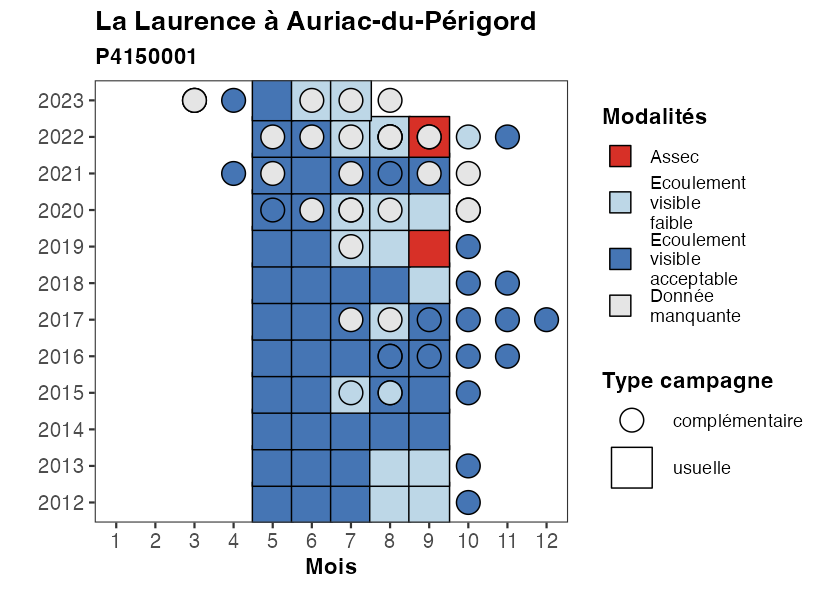 La Laurence à Auriac-du-Périgord
P4150001
2023
2022
2021
2020
2019
2018
2017
2016
2015
2014
2013
2012
1 2 3 4 5 6 7 8 9 10 11 12
Mois
Modalités
Assec
Ecoulement
visible
faible
Ecoulement
visible
acceptable
Donnée
manquante
Type campagne
complémentaire
usuelle